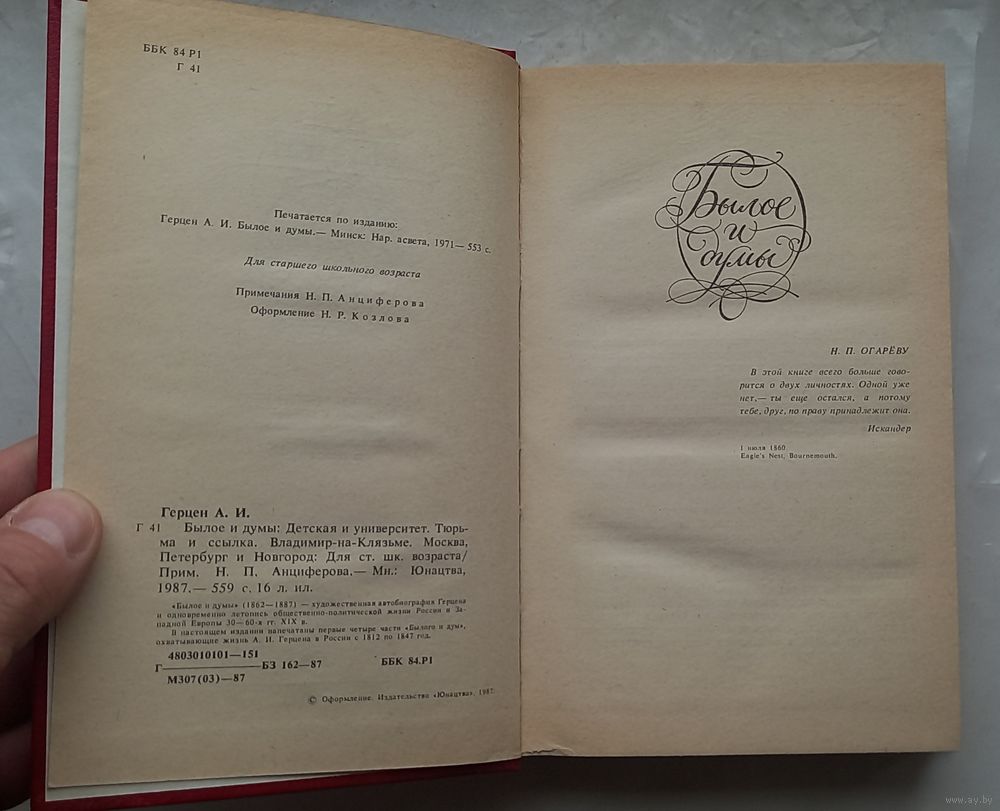 ББК 84 Р1
Г 41
Печатается по изданию:
Герцен А. И. Былое и думы.— Минск: Нар. асвета, 1971— 553 с.
Для старшего школьного возраста
Примечания Н. П. Анциферова
Оформление Н. Р. Козлова
Герцен А. И.
Г 41 Былое и думы: Детская и университет. Тюрь-
ма и ссылка. Владимир-на-Клязьме. Москва,
Петербург и Новгород: Для ст. шк. возраста/
Прим. Н. П. Анциферова.— Мн.: Юнацтва,
1987.— 559 с. 16 л. ил.
«Былое и думы» (1862—1887) — художественная автобиография Герцена
и одновременно летопись общественно-политической жизни России и За-
падной Европы 30—60-х гг. XIX в.
В настоящем издании напечатаны первые четыре части «Былого и дум»,
охватывающие жизнь А. И. Герцена в России с 1812 по 1847 год.
4803010101—151
Г————БЗ 162—87 ББК 84.Р1
М307(03)—87
© Оформление. Издательства «Юнацтва», 1987
Былое
и
думы
Н. П. ОГАРЁВУ
В этой книге всего больше гово-
рится о двух личностях. Одной уже
нет,— ты еще остался, а потому
тебе, друг, по праву принадлежит она.
Искандер
1 июля 1860
Eagle's Nest, Bournemouth.
www.ay.by